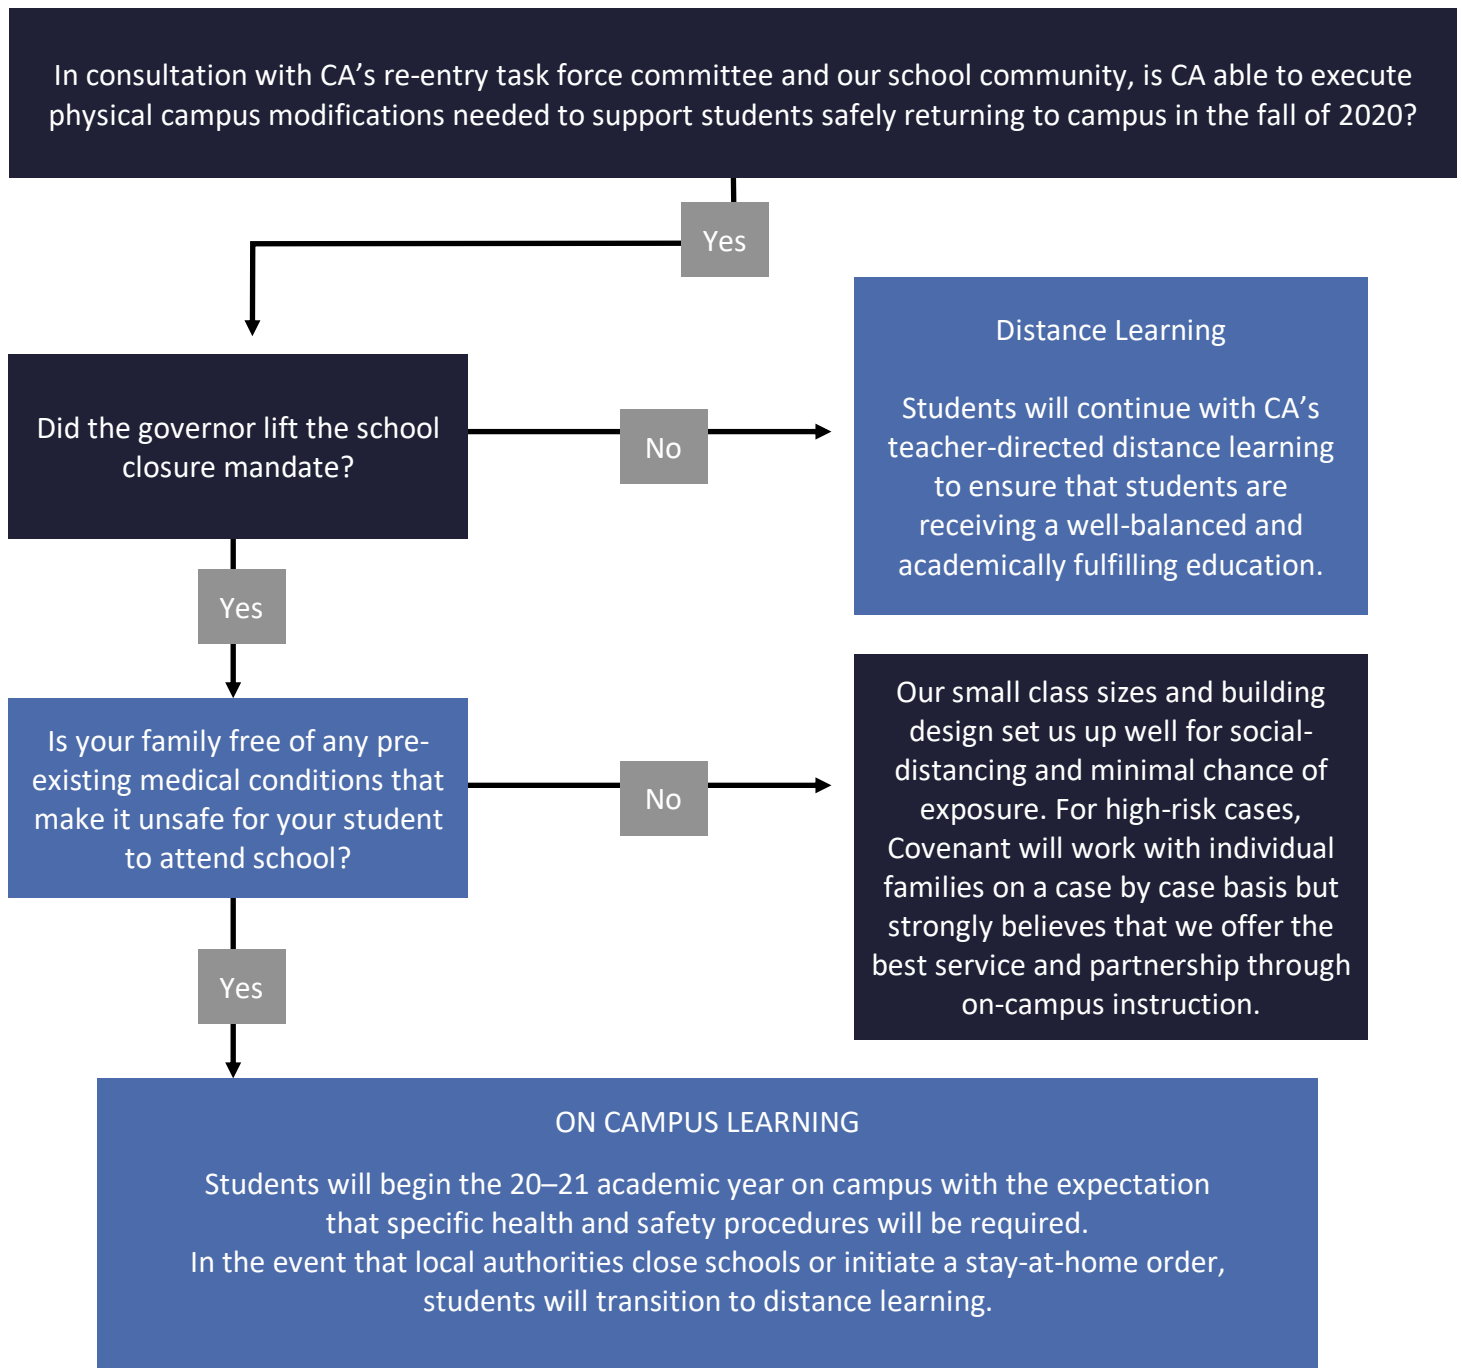 In consultation with CA’s re-entry task force committee and our school community, is CA able to execute
physical campus modifications needed to support students safely returning to campus in the fall of 2020?
Yes
Did the governor lift the school
closure mandate?
No
Distance Learning
Students will continue with CA’s
teacher-directed distance learning
to ensure that students are
receiving a well-balanced and
academically fulfilling education.
Yes
Is your family free of any pre-
existing medical conditions that
make it unsafe for your student
to attend school?
No
Our small class sizes and building
design set us up well for social-
distancing and minimal chance of
exposure. For high-risk cases,
Covenant will work with individual
families on a case by case basis but
strongly believes that we offer the
best service and partnership through
on-campus instruction.
Yes
ON CAMPUS LEARNING
Students will begin the 20–21 academic year on campus with the expectation
that specific health and safety procedures will be required.
In the event that local authorities close schools or initiate a stay-at-home order,
students will transition to distance learning.